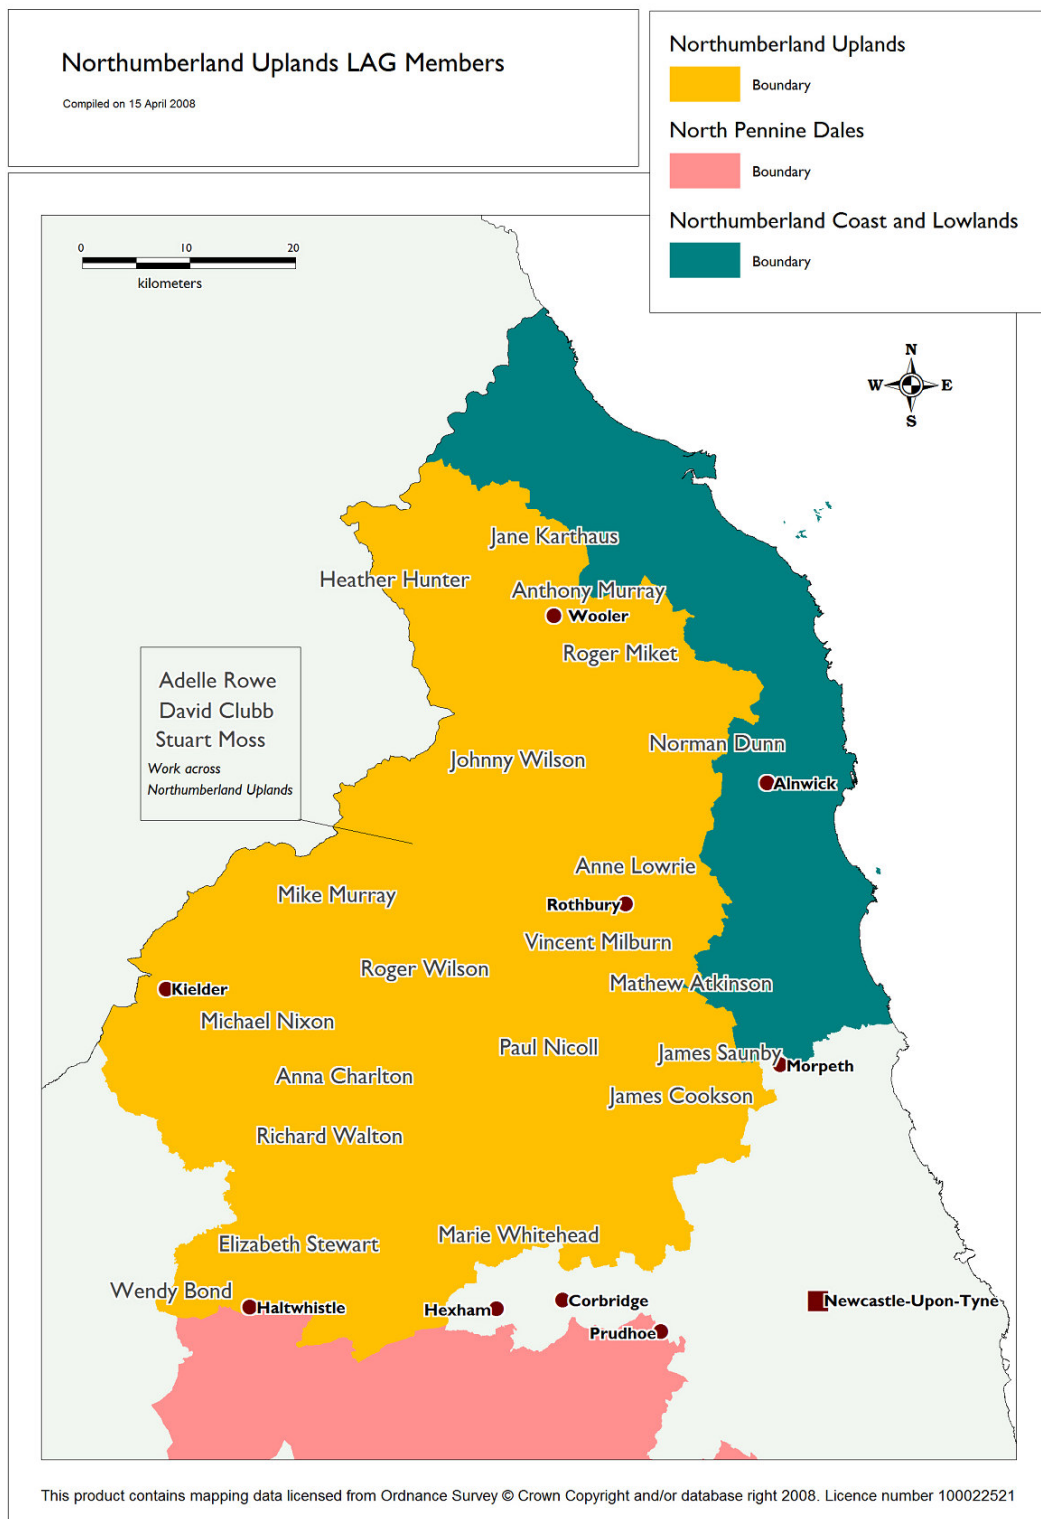 Northumberland Uplands LAG Members
Compiled on 15 April 2008
Northumberland Uplands
Boundary
North Pennine Dales
Boundary
Northumberland Coast and Lowlands
Boundary
0 10 20
kilometers
N
W E
S
Jane Karthaus
Heather Hunter
Anthony Murray
Wooler
Roger Miket
Adelle Rowe
David Clubb
Stuart Moss
Work across
Northumberland Uplands
Norman Dunn
Johnny Wilson
Alnwick
Anne Lowrie
Mike Murray
Rothbury
Vincent Milburn
Roger Wilson
Mathew Atkinson
Kielder
Michael Nixon
Paul Nicoll
James Saunby
Morpeth
Anna Charlton
James Cookson
Richard Walton
Marie Whitehead
Elizabeth Stewart
Wendy Bond
Haltwhistle
Hexham
Corbridge
Newcastle-Upon-Tyne
Prudhoe
This product contains mapping data licensed from Ordnance Survey © Crown Copyright and/or database right 2008. Licence number 100022521